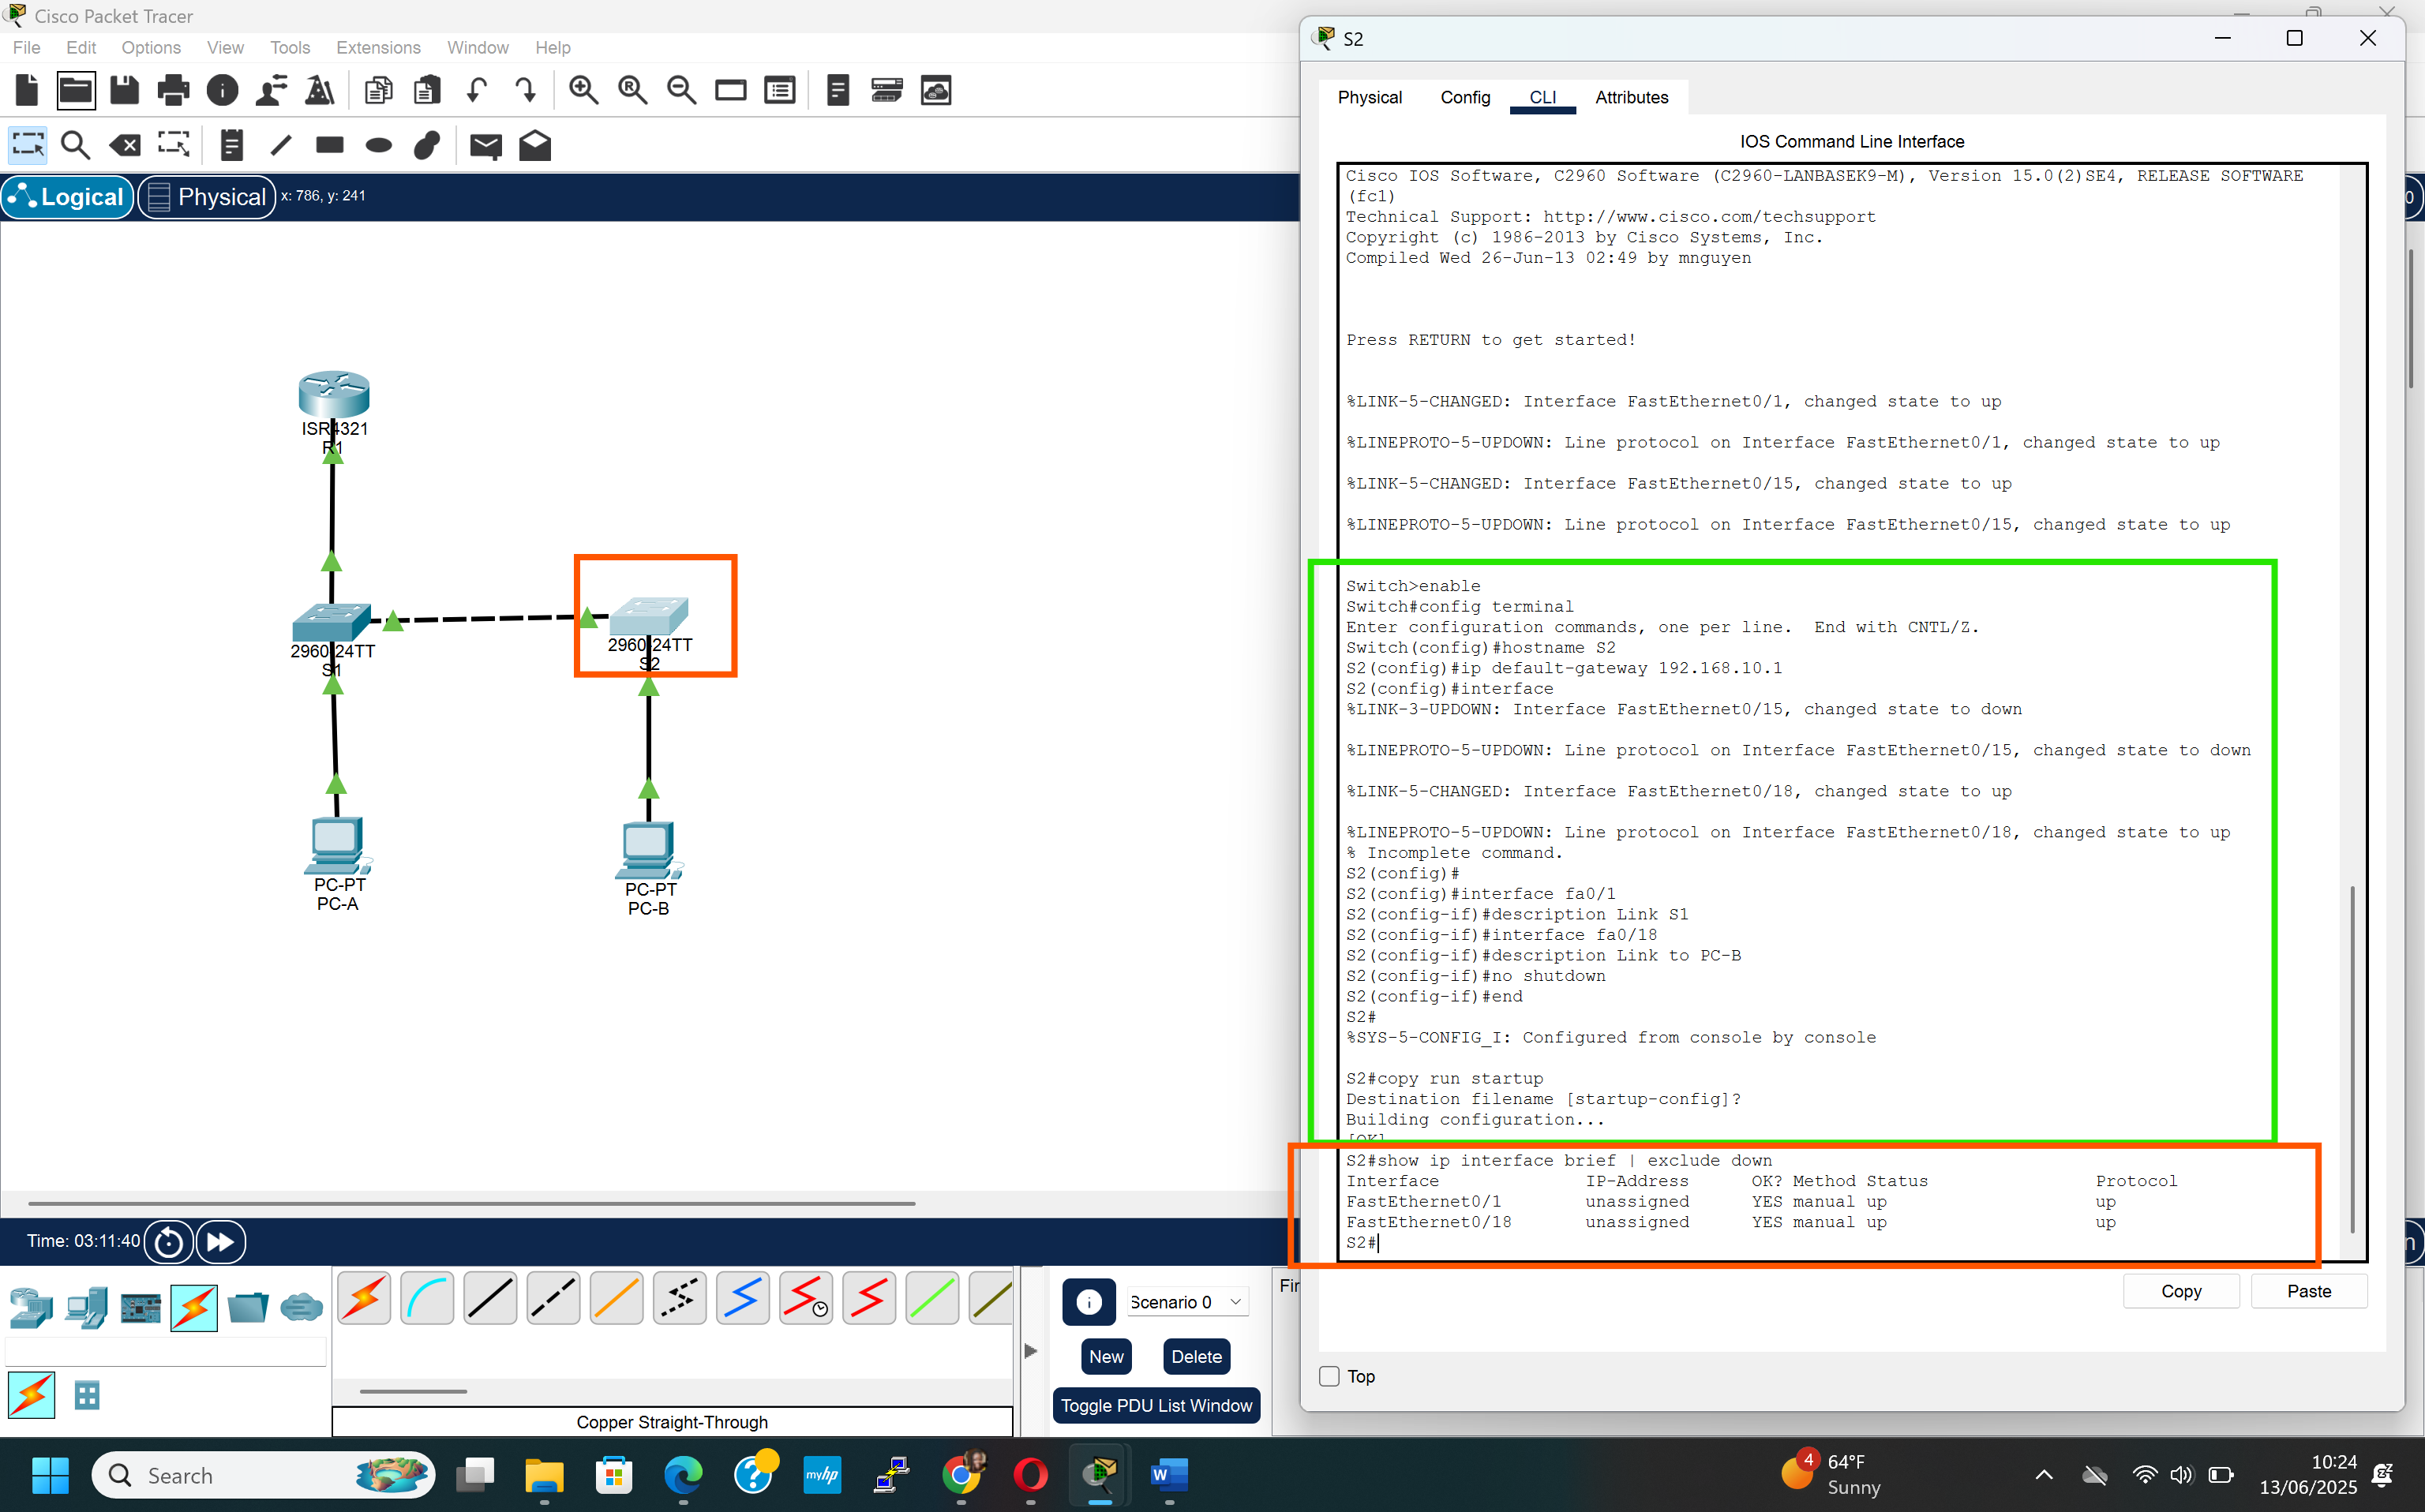 Cisco Packet Tracer
File Edit Options View Tools Extensions Window Help
Logical Physical x: 786, y: 241
ISR4321
R1
2960-24TT
S1
2960-24TT
S2
PC-PT
PC-A
PC-PT
PC-B
Time: 03:11:40
Scenario 0
Fir
New Delete
Toggle PDU List Window
Copper Straight-Through
S2
Physical Config CLI Attributes
IOS Command Line Interface
Cisco IOS Software, C2960 Software (C2960-LANBASEK9-M), Version 15.0(2)SE4, RELEASE SOFTWARE
(fc1)
Technical Support: http://www.cisco.com/techsupport
Copyright (c) 1986-2013 by Cisco Systems, Inc.
Compiled Wed 26-Jun-13 02:49 by mnguyen
Press RETURN to get started!
%LINK-5-CHANGED: Interface FastEthernet0/1, changed state to up
%LINEPROTO-5-UPDOWN: Line protocol on Interface FastEthernet0/1, changed state to up
%LINK-5-CHANGED: Interface FastEthernet0/15, changed state to up
%LINEPROTO-5-UPDOWN: Line protocol on Interface FastEthernet0/15, changed state to up
Switch>enable
Switch#config terminal
Enter configuration commands, one per line.  End with CNTL/Z.
Switch(config)#hostname S2
S2(config)#ip default-gateway 192.168.10.1
S2(config)#interface
%LINK-3-UPDOWN: Interface FastEthernet0/15, changed state to down
%LINEPROTO-5-UPDOWN: Line protocol on Interface FastEthernet0/15, changed state to down
%LINK-5-CHANGED: Interface FastEthernet0/18, changed state to up
%LINEPROTO-5-UPDOWN: Line protocol on Interface FastEthernet0/18, changed state to up
% Incomplete command.
S2(config)#
S2(config)#interface fa0/1
S2(config-if)#description Link S1
S2(config-if)#interface fa0/18
S2(config-if)#description Link to PC-B
S2(config-if)#no shutdown
S2(config-if)#end
S2#
%SYS-5-CONFIG_I: Configured from console by console
S2#copy run startup
Destination filename [startup-config]?
Building configuration...
[OK]
S2#show ip interface brief | exclude down
Interface IP-Address OK? Method Status Protocol
FastEthernet0/1 unassigned YES manual up up
FastEthernet0/18 unassigned YES manual up up
S2#
Copy Paste
Top
Search
myhp
4
64°F
Sunny
10:24
13/06/2025